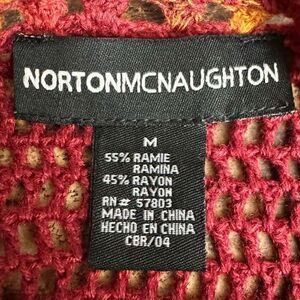 NORTONMCNAUGHTON
M
55% RAMIE
RAMINA
45% RAYON
RAYON
RN# 57803
MADE IN CHINA
HECHO EN CHINA
CBR/04